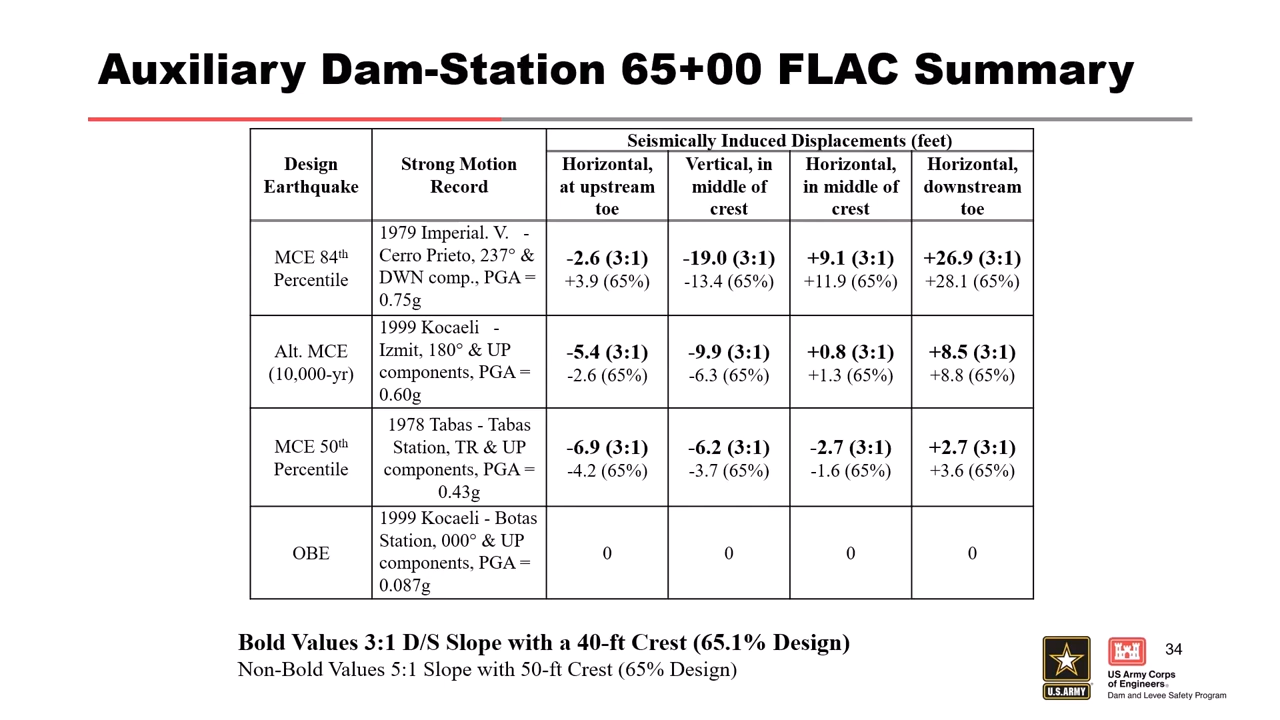 Auxiliary Dam-Station 65+00 FLAC Summary
Design Earthquake
Strong Motion Record
Seismically Induced Displacements (feet)
Horizontal, at upstream toe
Vertical, in middle of crest
Horizontal, in middle of crest
Horizontal, downstream toe
MCE 84th Percentile
1979 Imperial. V. -
Cerro Prieto, 237° &
DWN comp., PGA =
0.75g
-2.6 (3:1)
+3.9 (65%)
-19.0 (3:1)
-13.4 (65%)
+9.1 (3:1)
+11.9 (65%)
+26.9 (3:1)
+28.1 (65%)
Alt. MCE
(10,000-yr)
1999 Kocaeli -
Izmit, 180° & UP
components, PGA =
0.60g
-5.4 (3:1)
-2.6 (65%)
-9.9 (3:1)
-6.3 (65%)
+0.8 (3:1)
+1.3 (65%)
+8.5 (3:1)
+8.8 (65%)
MCE 50th
Percentile
1978 Tabas - Tabas
Station, TR & UP
components, PGA =
0.43g
-6.9 (3:1)
-4.2 (65%)
-6.2 (3:1)
-3.7 (65%)
-2.7 (3:1)
-1.6 (65%)
+2.7 (3:1)
+3.6 (65%)
OBE
1999 Kocaeli - Botas
Station, 000° & UP
components, PGA =
0.087g
0
0
0
0
Bold Values 3:1 D/S Slope with a 40-ft Crest (65.1% Design)
Non-Bold Values 5:1 Slope with 50-ft Crest (65% Design)
U.S.ARMY
US Army Corps
of Engineers®
Dam and Levee Safety Program
34